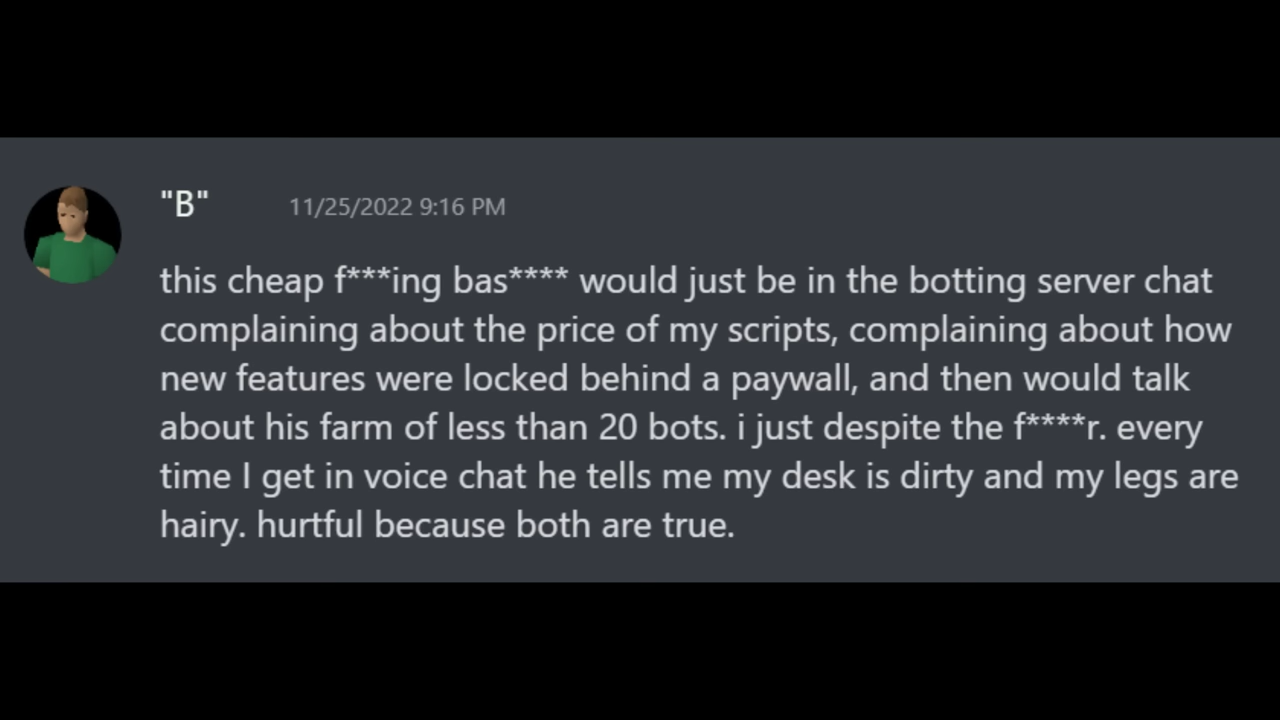 "B" 11/25/2022 9:16 PM
this cheap f***ing bas**** would just be in the botting server chat
complaining about the price of my scripts, complaining about how
new features were locked behind a paywall, and then would talk
about his farm of less than 20 bots. i just despite the f****r. every
time I get in voice chat he tells me my desk is dirty and my legs are
hairy. hurtful because both are true.